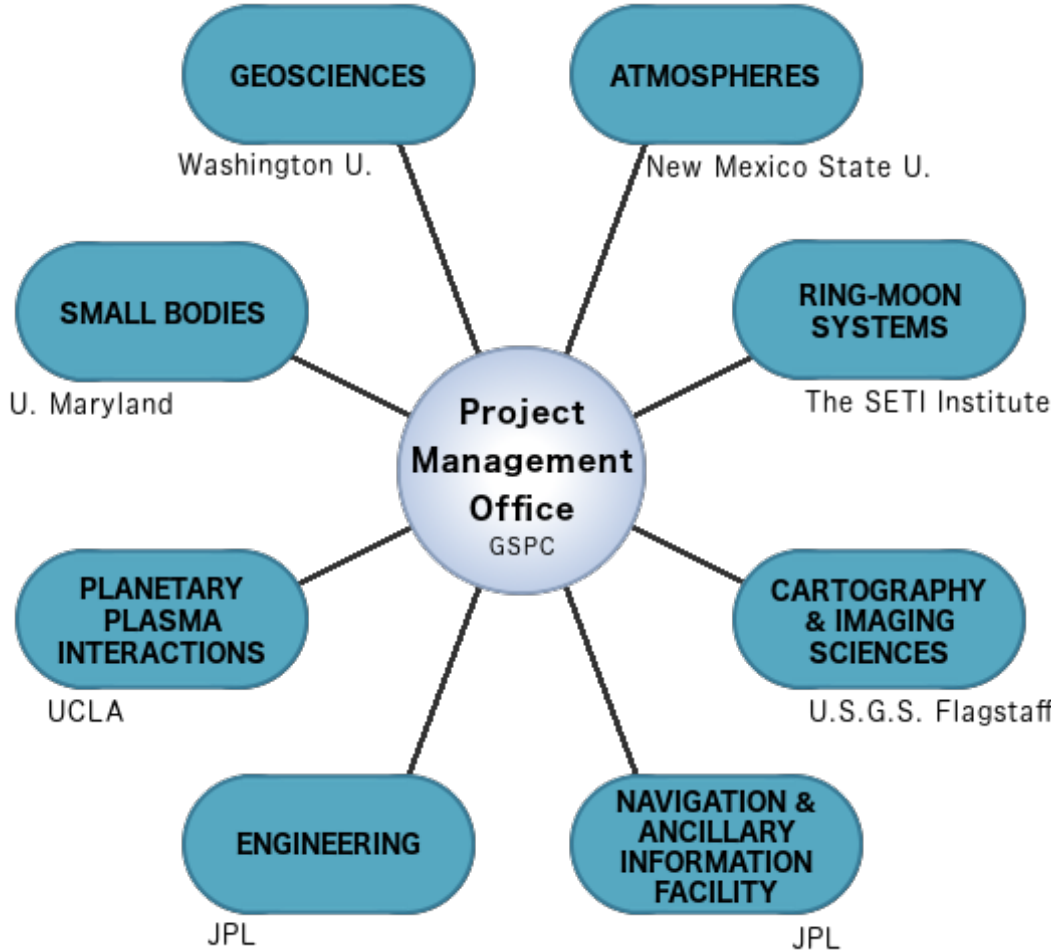 GEOSCIENCES
Washington U.
ATMOSPHERES
New Mexico State U.
SMALL BODIES
U. Maryland
RING-MOON
SYSTEMS
The SETI Institute
Project
Management
Office
GSPC
PLANETARY
PLASMA
INTERACTIONS
UCLA
CARTOGRAPHY
& IMAGING
SCIENCES
U.S.G.S. Flagstaff
ENGINEERING
JPL
NAVIGATION &
ANCILLARY
INFORMATION
FACILITY
JPL